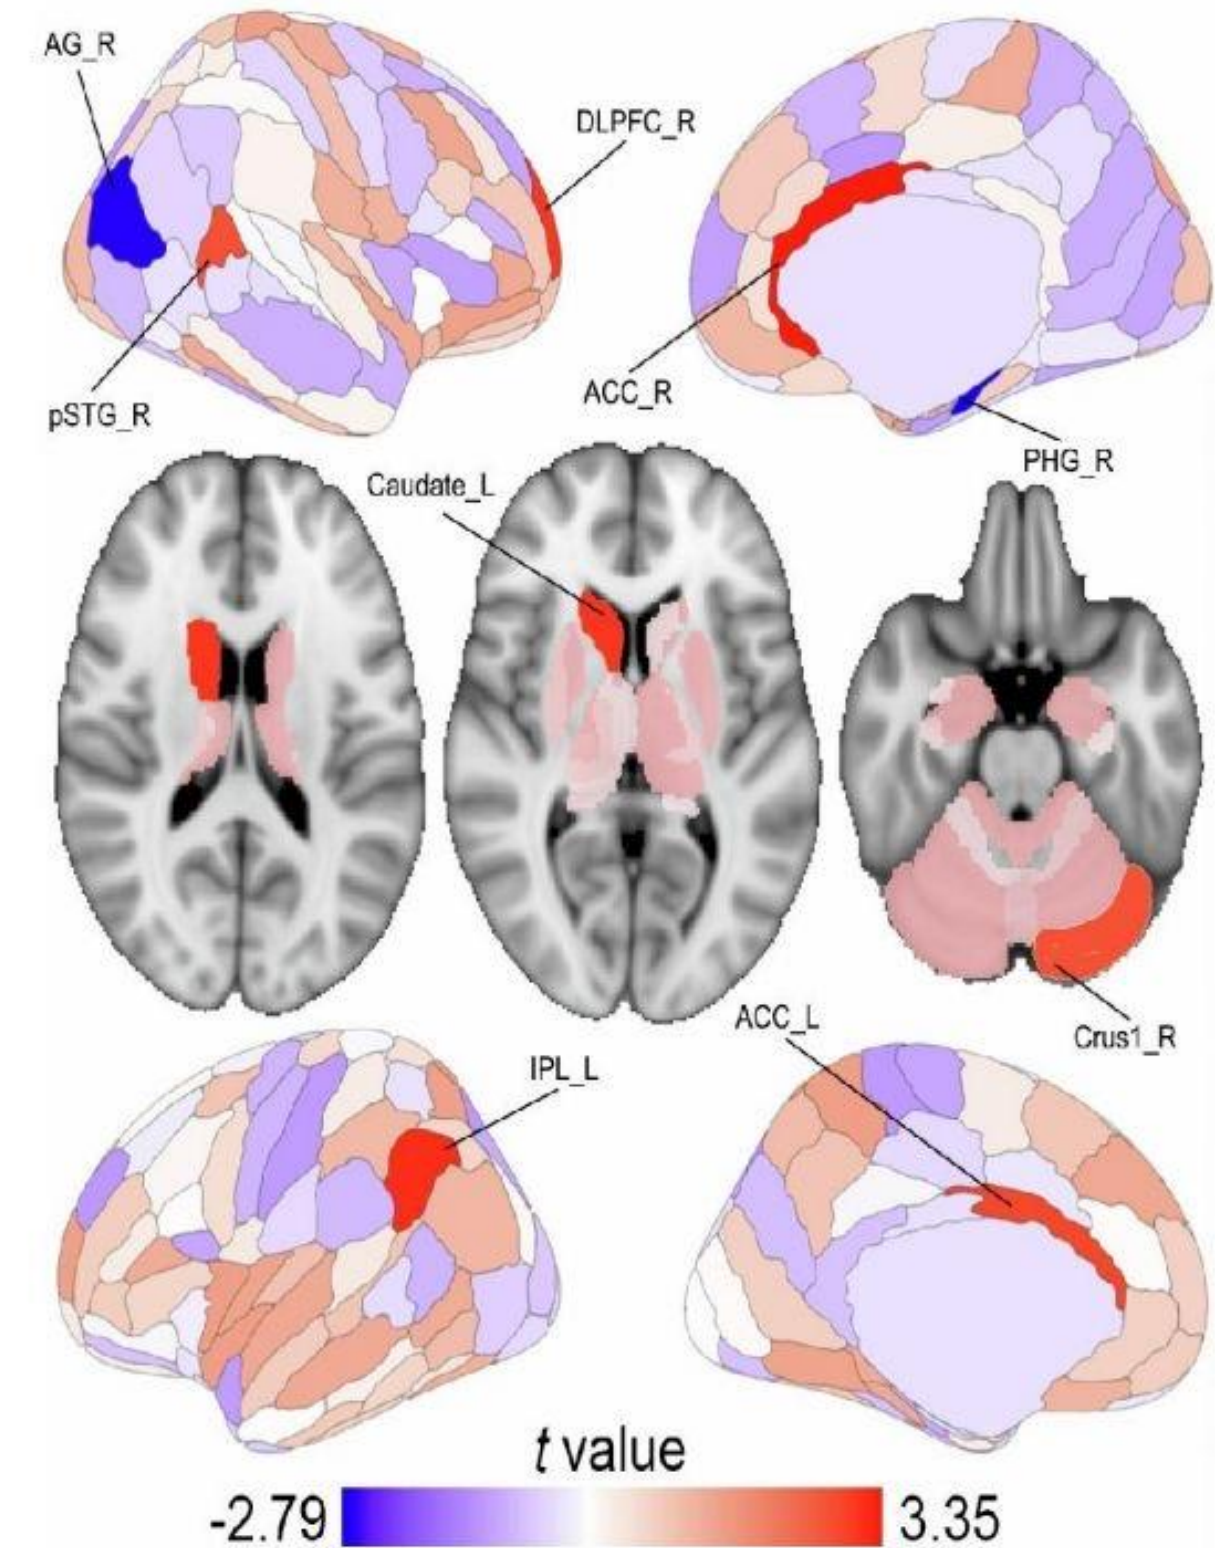 AG_R
DLPFC_R
pSTG_R
ACC_R
PHG_R
Caudate_L
ACC_L
Crus1_R
IPL_L
t value
-2.79
3.35